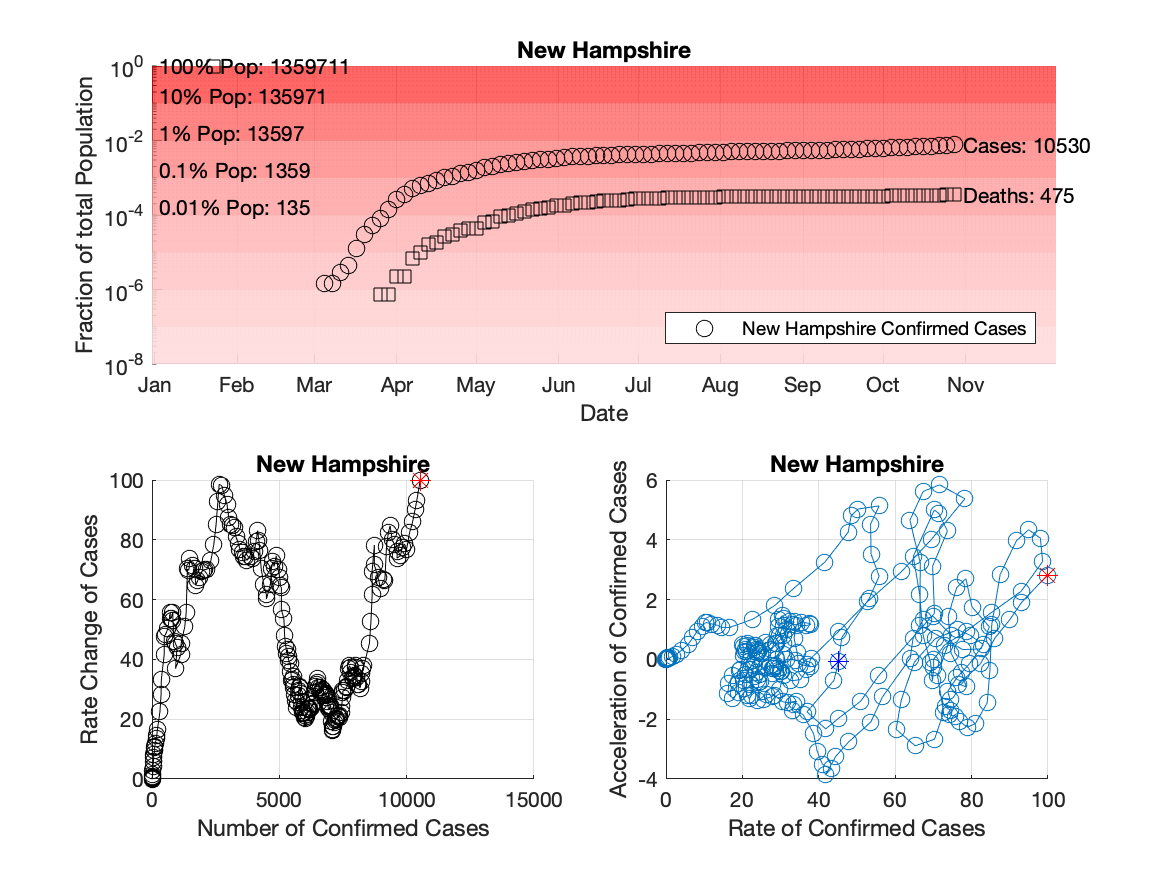 New Hampshire
Fraction of total Population
10^0
10^-2
10^-4
10^-6
10^-8
100% Pop: 1359711
10% Pop: 135971
1% Pop: 13597
0.1% Pop: 1359
0.01% Pop: 135
Cases: 10530
Deaths: 475
New Hampshire Confirmed Cases
Jan Feb Mar Apr May Jun Jul Aug Sep Oct Nov
Date
New Hampshire
Rate Change of Cases
100
80
60
40
20
0
0 5000 10000 15000
Number of Confirmed Cases
New Hampshire
Acceleration of Confirmed Cases
6
4
2
0
-2
-4
0 20 40 60 80 100
Rate of Confirmed Cases